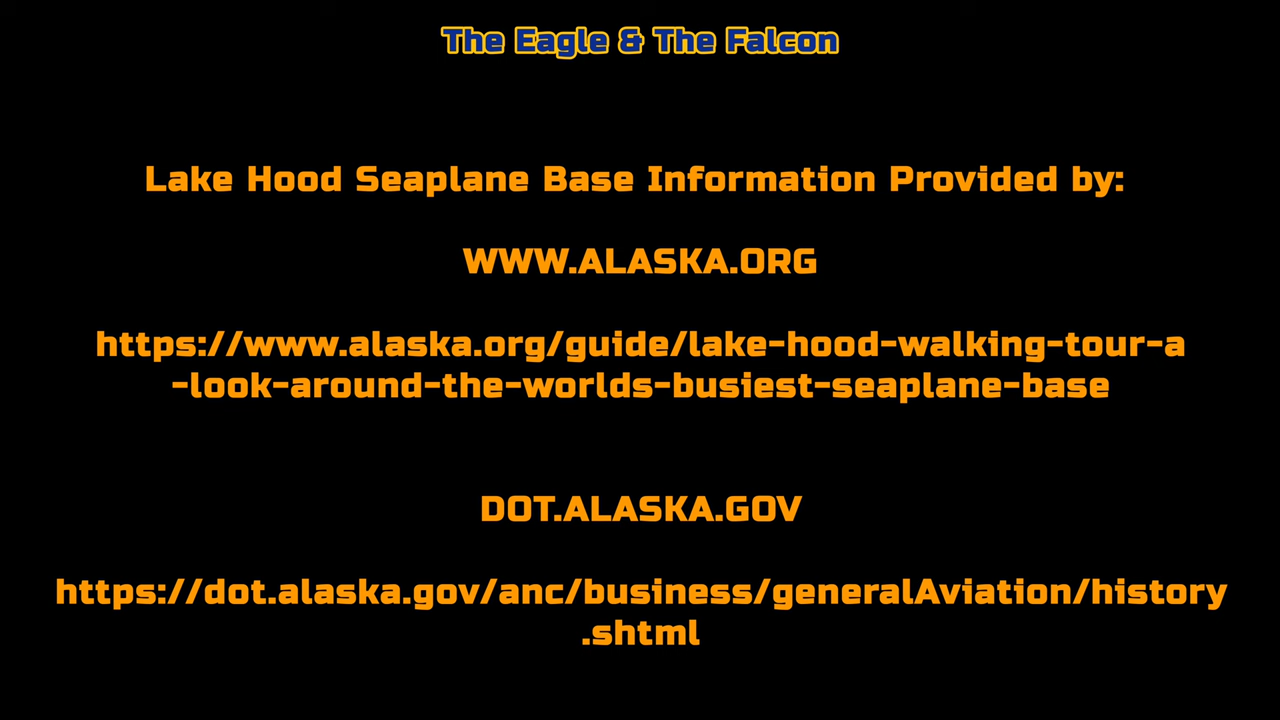 The Eagle & The Falcon
Lake Hood Seaplane Base Information Provided by:
WWW.ALASKA.ORG
https://www.alaska.org/guide/lake-hood-walking-tour-a
-look-around-the-worlds-busiest-seaplane-base
DOT.ALASKA.GOV
https://dot.alaska.gov/anc/business/generalAviation/history
.shtml